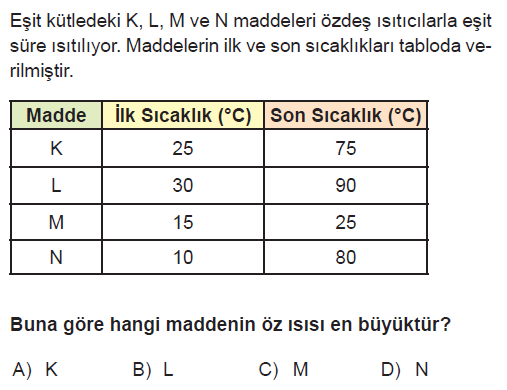 Eşit kütledeki K, L, M ve N maddeleri özdeş ısıtıcılarla eşit
süre ısıtılıyor. Maddelerin ilk ve son sıcaklıkları tabloda ve-
rilmiştir.
Madde İlk Sıcaklık (°C) Son Sıcaklık (°C)
K 25 75
L 30 90
M 15 25
N 10 80
Buna göre hangi maddenin öz ısısı en büyüktür?
A) K B) L C) M D) N